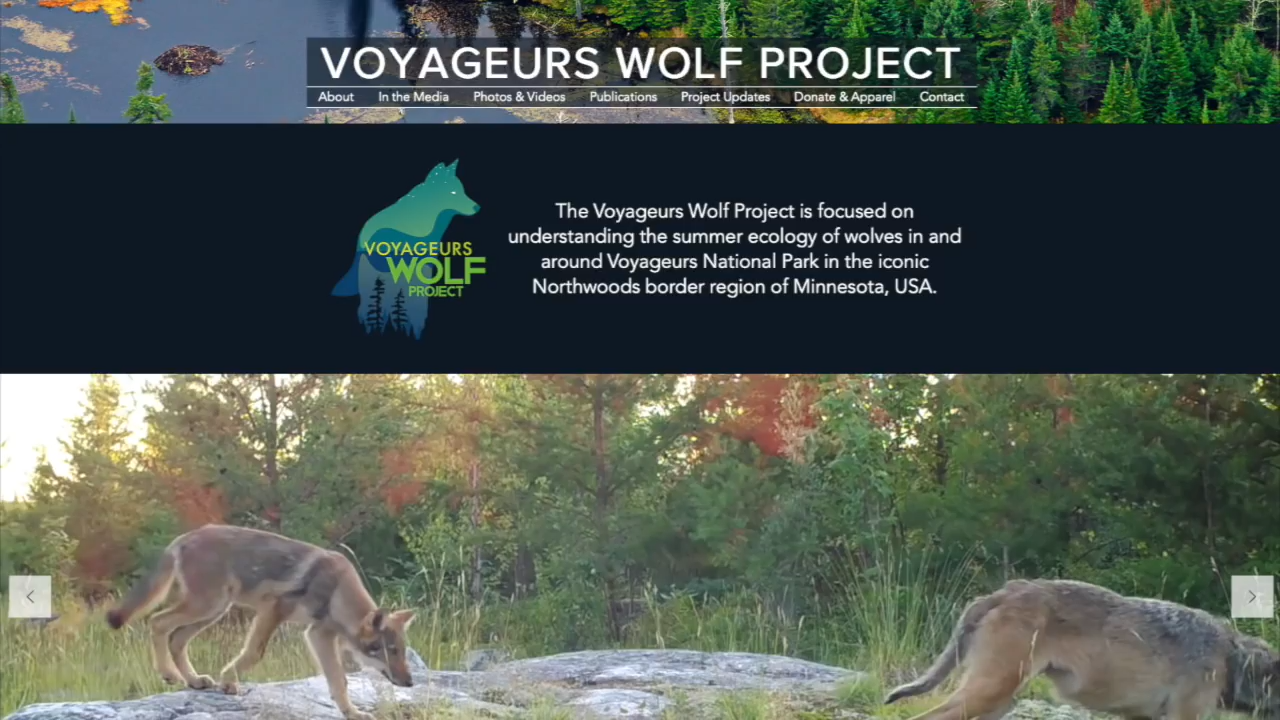 VOYAGEURS WOLF PROJECT
About In the Media Photos & Videos Publications Project Updates Donate & Apparel Contact
VOYAGEURS
WOLF
PROJECT
The Voyageurs Wolf Project is focused on
understanding the summer ecology of wolves in and
around Voyageurs National Park in the iconic
Northwoods border region of Minnesota, USA.